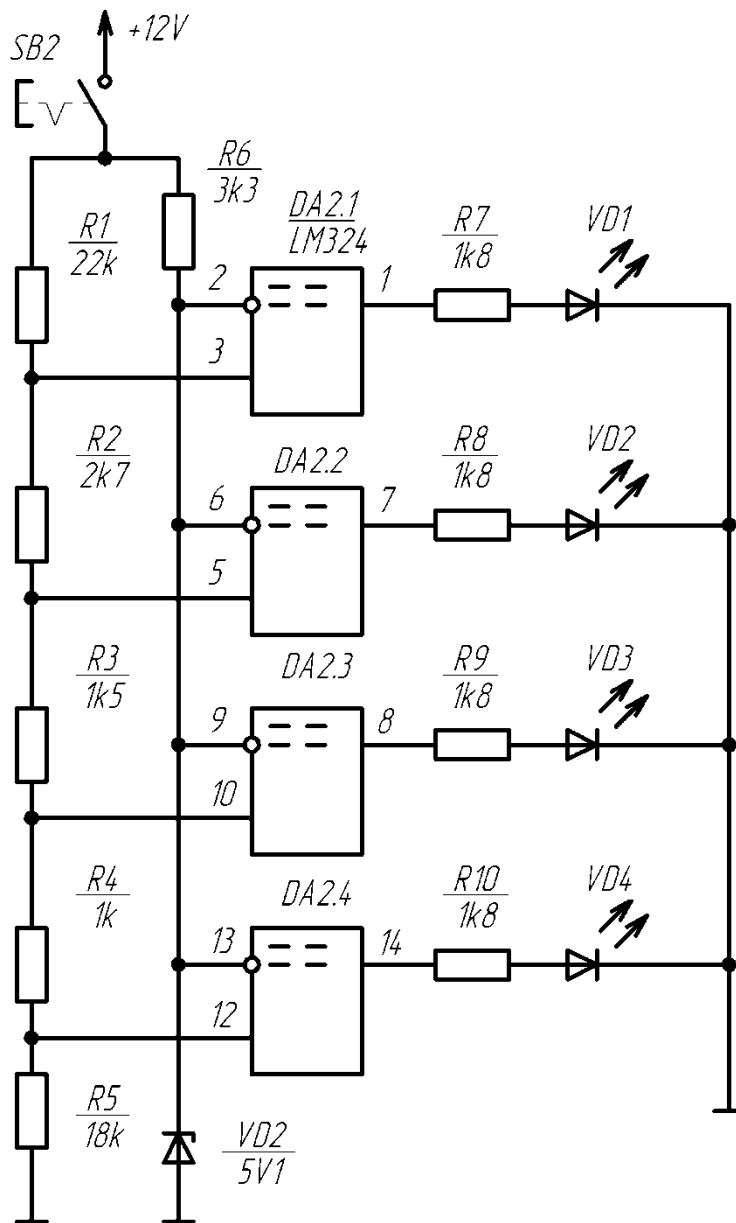 +12V
SB2
R6
3k3
DA2.1
LM324
R7
1k8
VD1
R1
22k
2
1
3
R2
2k7
DA2.2
R8
1k8
VD2
6
7
5
R3
1k5
DA2.3
R9
1k8
VD3
9
8
10
R4
1k
DA2.4
R10
1k8
VD4
13
14
12
R5
18k
VD2
5V1